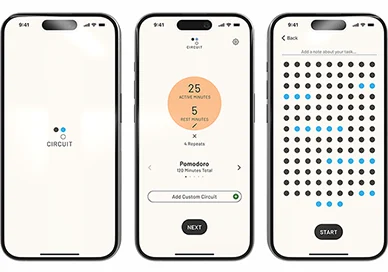 9:41
CIRCUIT
9:41
CIRCUIT
25
ACTIVE MINUTES
5
REST MINUTES
×
4 Repeats
Pomodoro
120 Minutes Total
Add Custom Circuit
NEXT
9:41
Back
Add a note about your task...
START